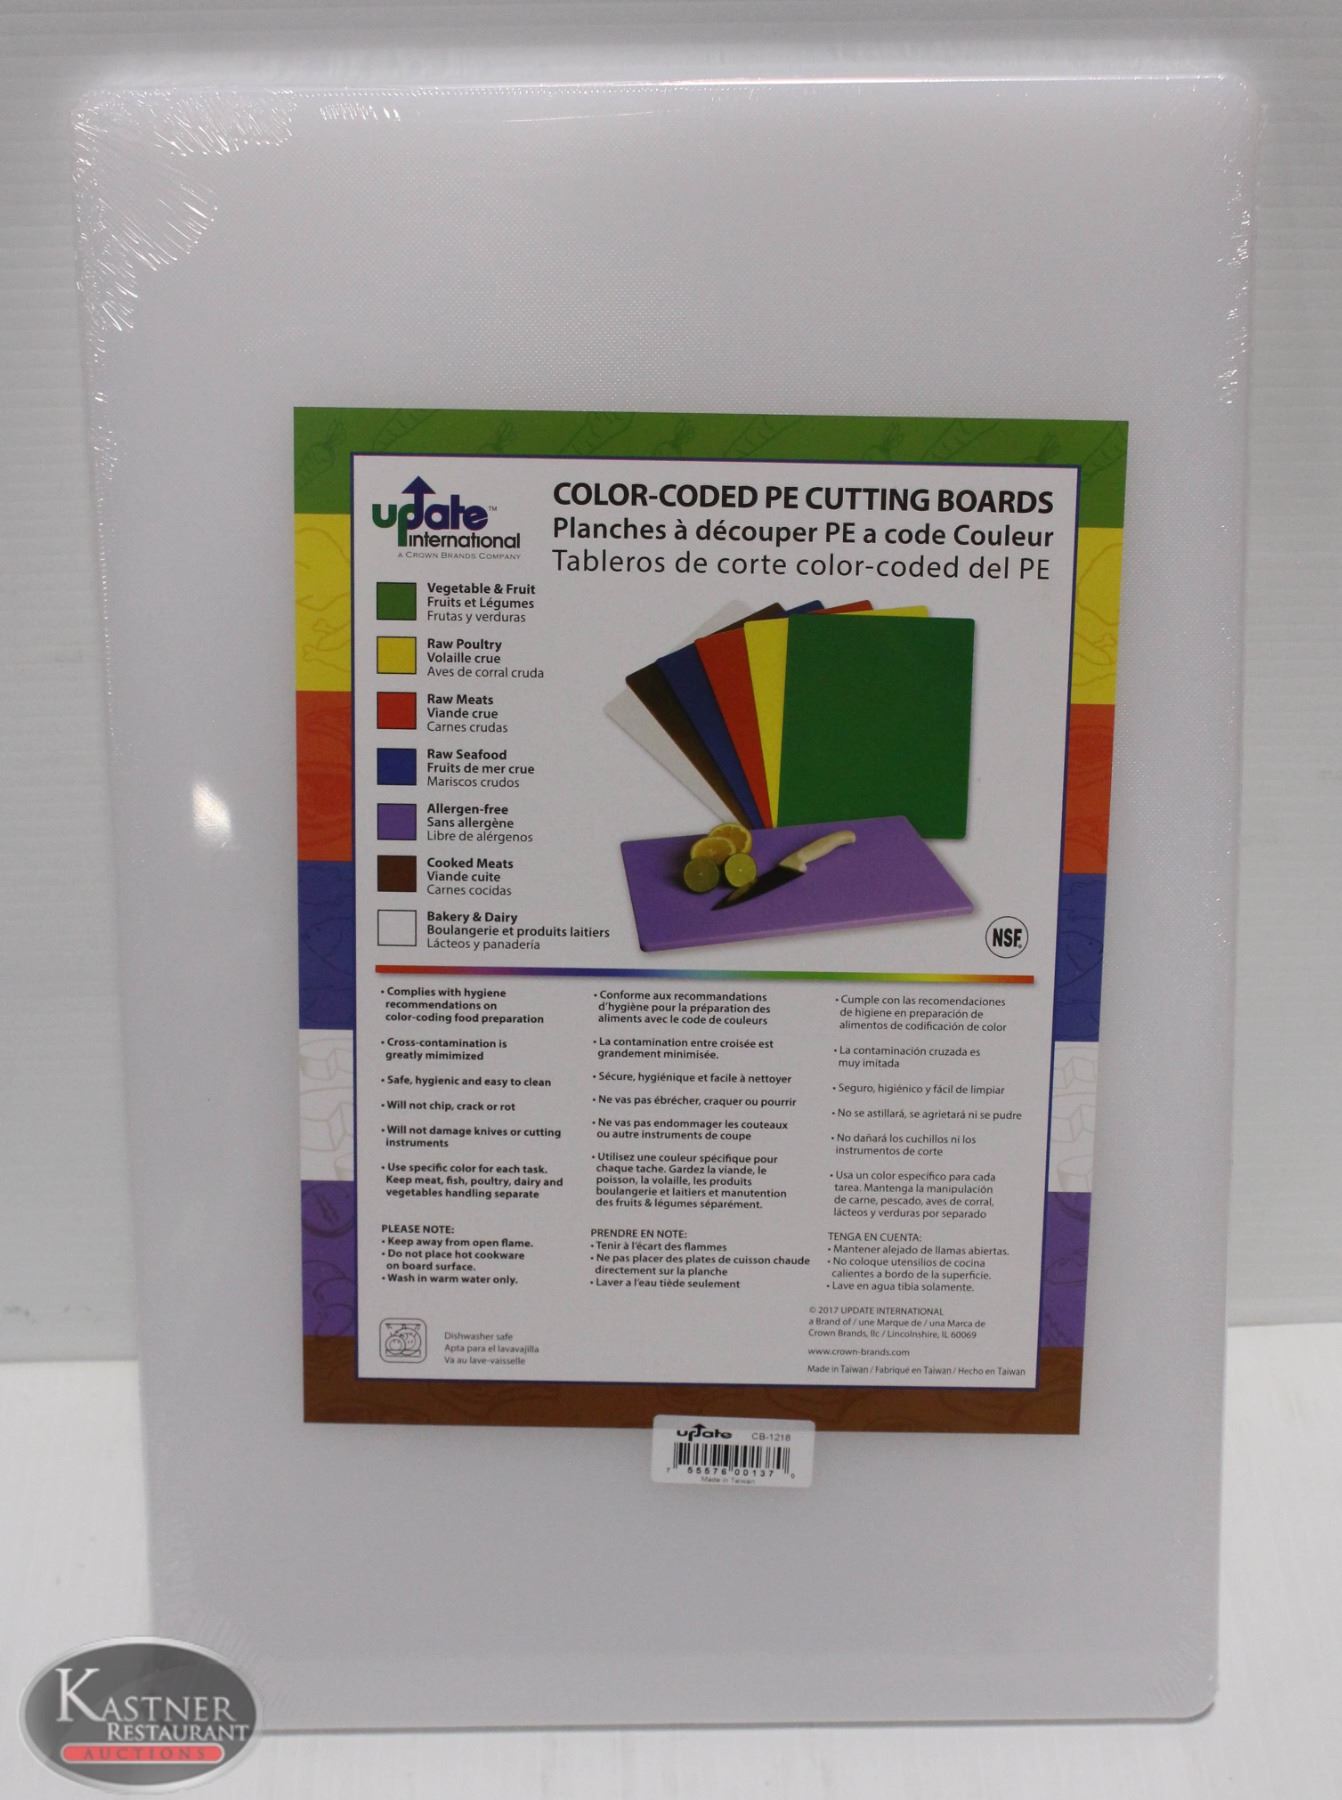 update™
international
A CROWN BRANDS COMPANY
COLOR-CODED PE CUTTING BOARDS
Planches à découper PE a code Couleur
Tableros de corte color-coded del PE
Vegetable & Fruit
Fruits et Légumes
Frutas y verduras
Raw Poultry
Volaille crue
Aves de corral cruda
Raw Meats
Viande crue
Carnes crudas
Raw Seafood
Fruits de mer crue
Mariscos crudos
Allergen-free
Sans allergène
Libre de alérgenos
Cooked Meats
Viande cuite
Carnes cocidas
Bakery & Dairy
Boulangerie et produits laitiers
Lácteos y panadería
NSF
• Complies with hygiene
recommendations on
color-coding food preparation
• Cross-contamination is
greatly mimimized
• Safe, hygienic and easy to clean
• Will not chip, crack or rot
• Will not damage knives or cutting
instruments
• Use specific color for each task.
Keep meat, fish, poultry, dairy and
vegetables handling separate
PLEASE NOTE:
• Keep away from open flame.
• Do not place hot cookware
on board surface.
• Wash in warm water only.
• Conforme aux recommandations
d'hygiène pour la préparation des
aliments avec le code de couleurs
• La contamination entre croisée est
grandement minimisée.
• Sécure, hygiénique et facile à nettoyer
• Ne vas pas ébrécher, craquer ou pourrir
• Ne vas pas endommager les couteaux
ou autre instruments de coupe
• Utilisez une couleur spécifique pour
chaque tache. Gardez la viande, le
poisson, la volaille, les produits
boulangerie et laitiers et manutention
des fruits & légumes séparément.
PRENDRE EN NOTE:
• Tenir à l'écart des flammes
• Ne pas placer des plates de cuisson chaude
directement sur la planche
• Laver a l'eau tiède seulement
• Cumple con las recomendaciones
de higiene en preparación de
alimentos de codificación de color
• La contaminación cruzada es
muy imitada
• Seguro, higiénico y fácil de limpiar
• No se astillará, se agrietará ni se pudre
• No dañará los cuchillos ni los
instrumentos de corte
• Usa un color específico para cada
tarea. Mantenga la manipulación
de carne, pescado, aves de corral,
lácteos y verduras por separado
TENGA EN CUENTA:
• Mantener alejado de llamas abiertas.
• No coloque utensilios de cocina
calientes a bordo de la superficie.
• Lave en agua tibia solamente.
Dishwasher safe
Apta para el lavavajilla
Va au lave-vaisselle
© 2017 UPDATE INTERNATIONAL
a Brand of / une Marque de / una Marca de
Crown Brands, llc / Lincolnshire, IL 60069
www.crown-brands.com
Made in Taiwan / Fabriqué en Taiwan / Hecho en Taiwan
update CB-1218
7 55576 00137 0
Made in Taiwan
KASTNER
RESTAURANT
AUCTIONS